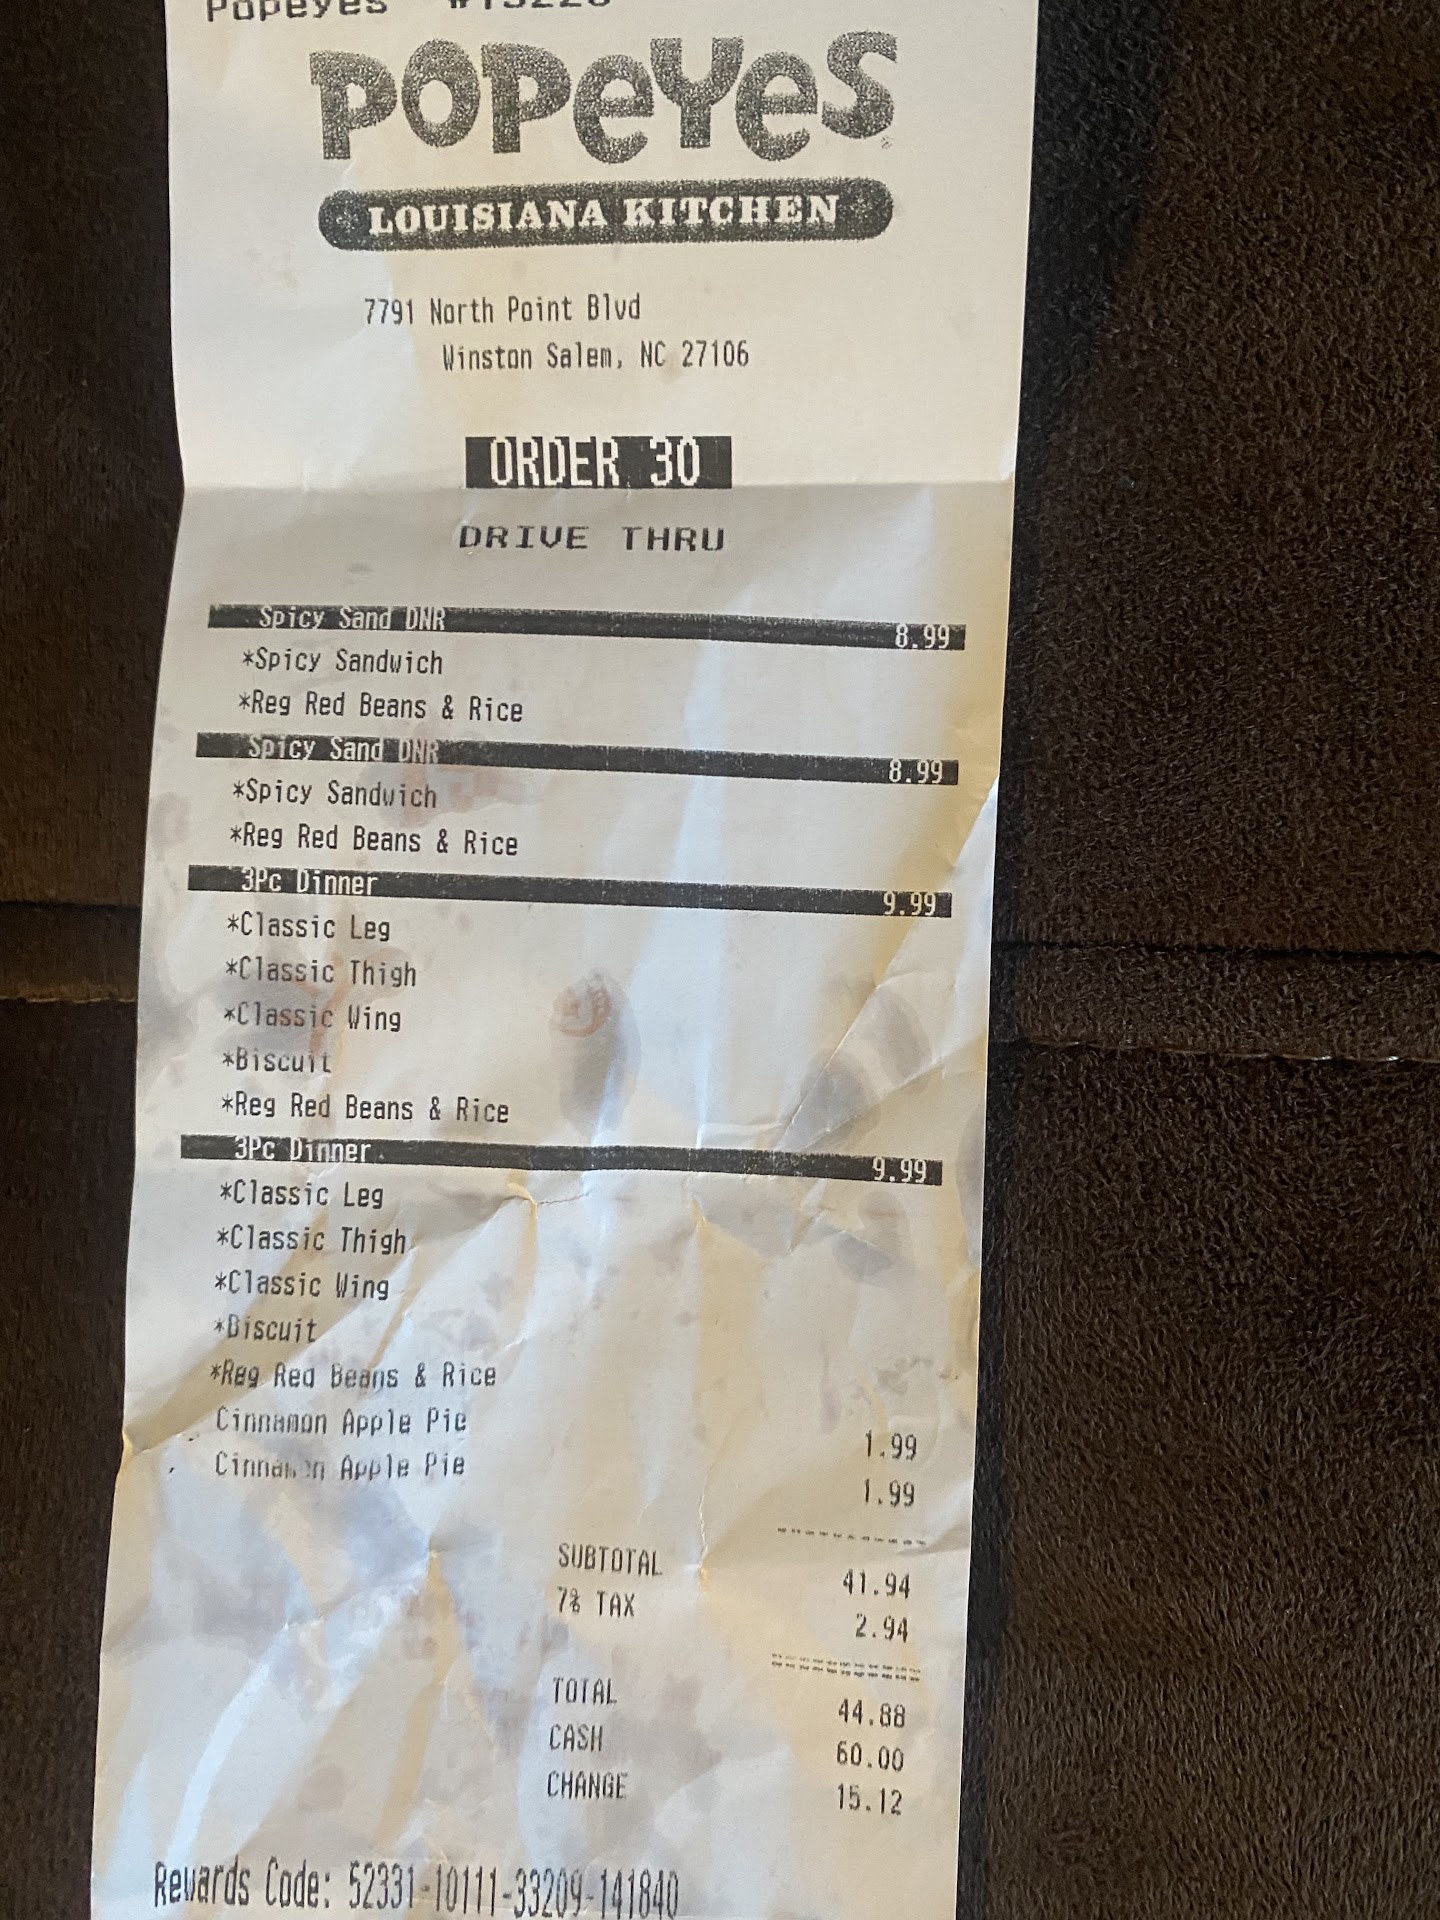 Popeyes
POPEYES
LOUISIANA KITCHEN
7791 North Point Blvd
Winston Salem, NC 27106
ORDER 30
DRIVE THRU
Spicy Sand DNR 8.99
*Spicy Sandwich
*Reg Red Beans & Rice
Spicy Sand DNR 8.99
*Spicy Sandwich
*Reg Red Beans & Rice
3Pc Dinner 9.99
*Classic Leg
*Classic Thigh
*Classic Wing
*Biscuit
*Reg Red Beans & Rice
3Pc Dinner 9.99
*Classic Leg
*Classic Thigh
*Classic Wing
*Biscuit
*Reg Red Beans & Rice
Cinnamon Apple Pie 1.99
Cinnamon Apple Pie 1.99
SUBTOTAL 41.94
7% TAX 2.94
TOTAL 44.88
CASH 60.00
CHANGE 15.12
Rewards Code: 52331-10111-33209-141840